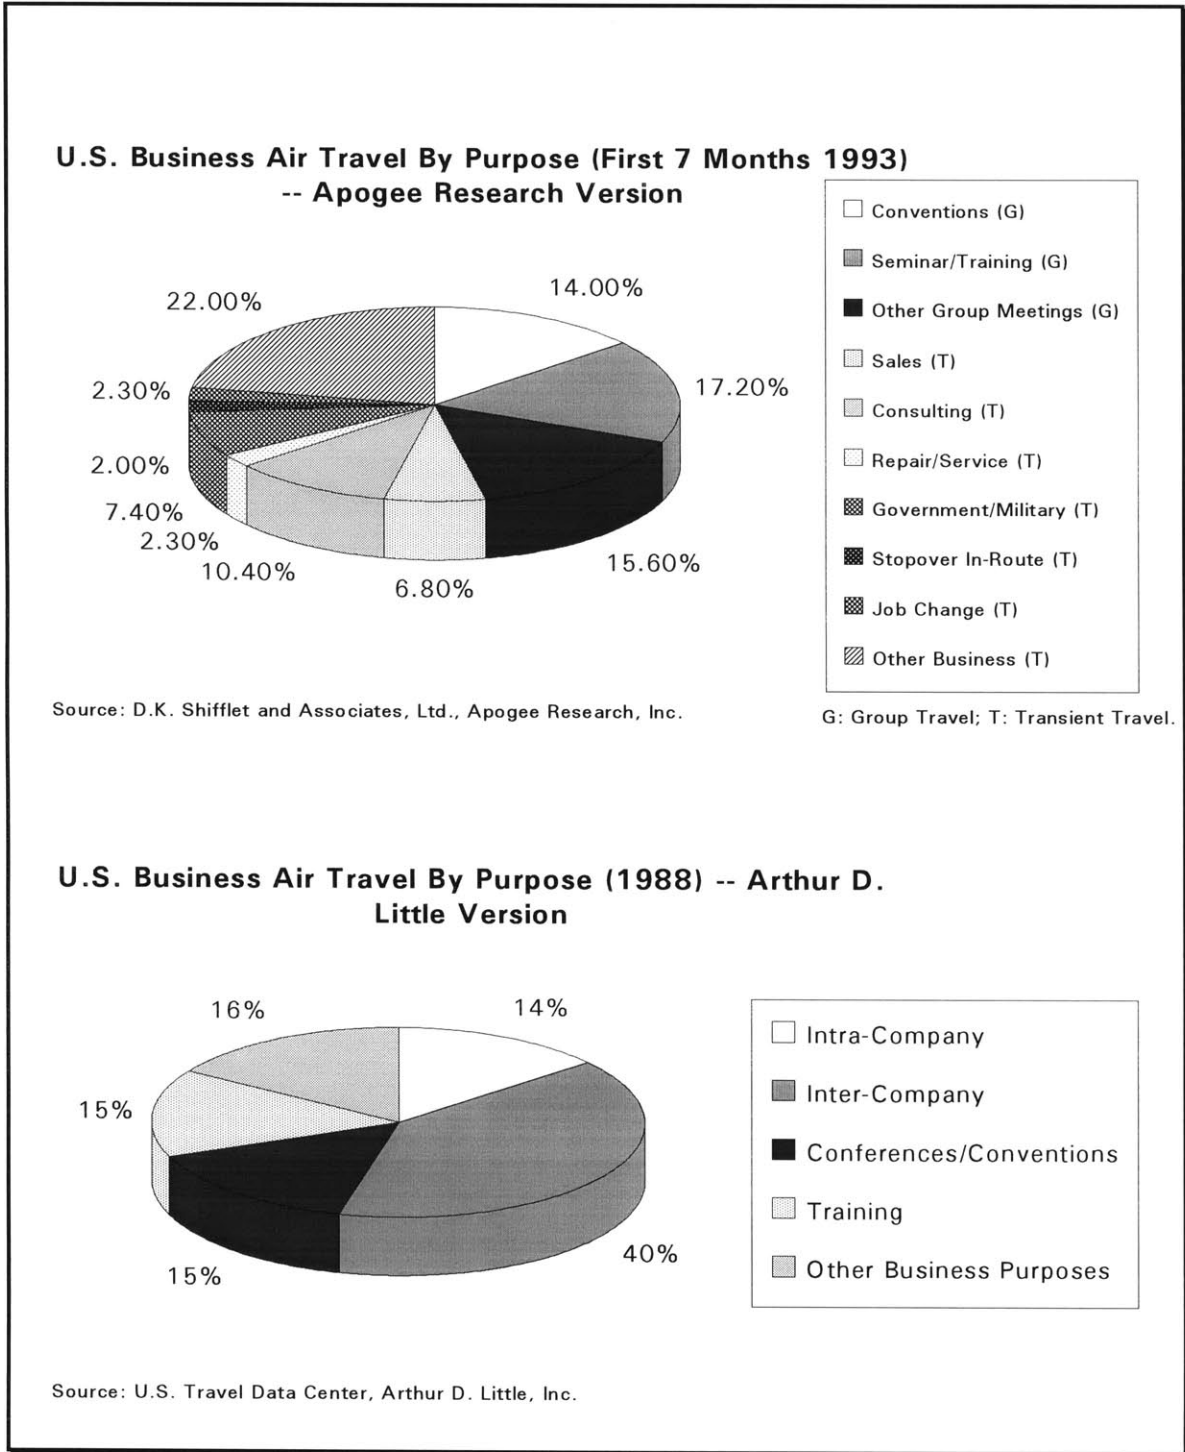 U.S. Business Air Travel By Purpose (First 7 Months 1993)
-- Apogee Research Version
Conventions (G)
Seminar/Training (G)
Other Group Meetings (G)
Sales (T)
Consulting (T)
Repair/Service (T)
Government/Military (T)
Stopover In-Route (T)
Job Change (T)
Other Business (T)
22.00%
14.00%
2.30%
17.20%
2.00%
7.40%
2.30%
10.40%
6.80%
15.60%
Source: D.K. Shifflet and Associates, Ltd., Apogee Research, Inc.
G: Group Travel; T: Transient Travel.
U.S. Business Air Travel By Purpose (1988) -- Arthur D.
Little Version
16%
14%
15%
40%
15%
Intra-Company
Inter-Company
Conferences/Conventions
Training
Other Business Purposes
Source: U.S. Travel Data Center, Arthur D. Little, Inc.